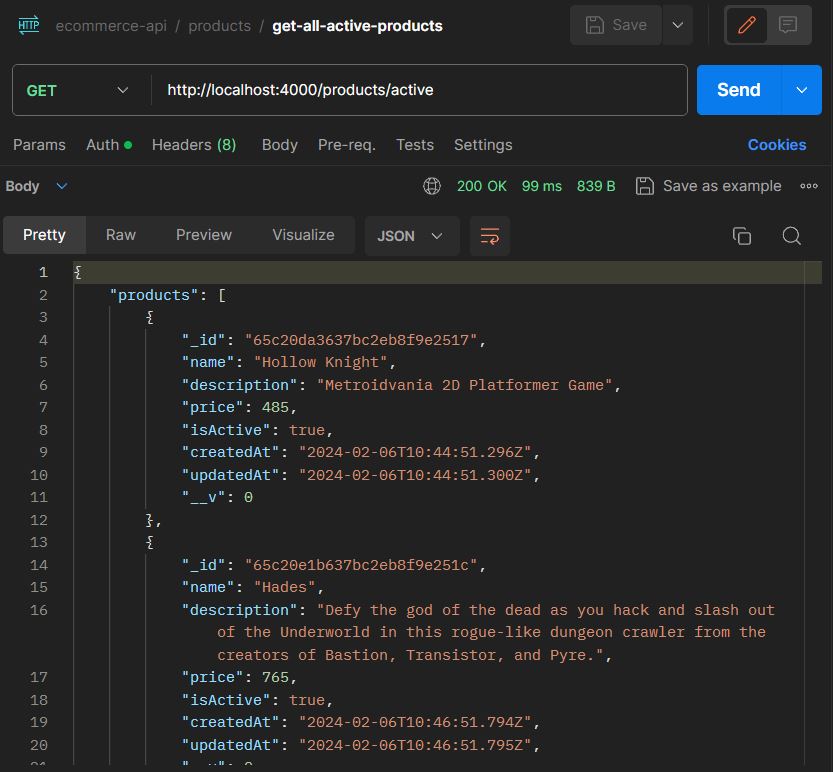 HTTP ecommerce-api / products / get-all-active-products Save
GET http://localhost:4000/products/active Send
Params Auth Headers (8) Body Pre-req. Tests Settings Cookies
Body 200 OK 99 ms 839 B Save as example
Pretty Raw Preview Visualize JSON
1 {
2 "products": [
3 {
4 "_id": "65c20da3637bc2eb8f9e2517",
5 "name": "Hollow Knight",
6 "description": "Metroidvania 2D Platformer Game",
7 "price": 485,
8 "isActive": true,
9 "createdAt": "2024-02-06T10:44:51.296Z",
10 "updatedAt": "2024-02-06T10:44:51.300Z",
11 "__v": 0
12 },
13 {
14 "_id": "65c20e1b637bc2eb8f9e251c",
15 "name": "Hades",
16 "description": "Defy the god of the dead as you hack and slash out
of the Underworld in this rogue-like dungeon crawler from the
creators of Bastion, Transistor, and Pyre.",
17 "price": 765,
18 "isActive": true,
19 "createdAt": "2024-02-06T10:46:51.794Z",
20 "updatedAt": "2024-02-06T10:46:51.795Z",